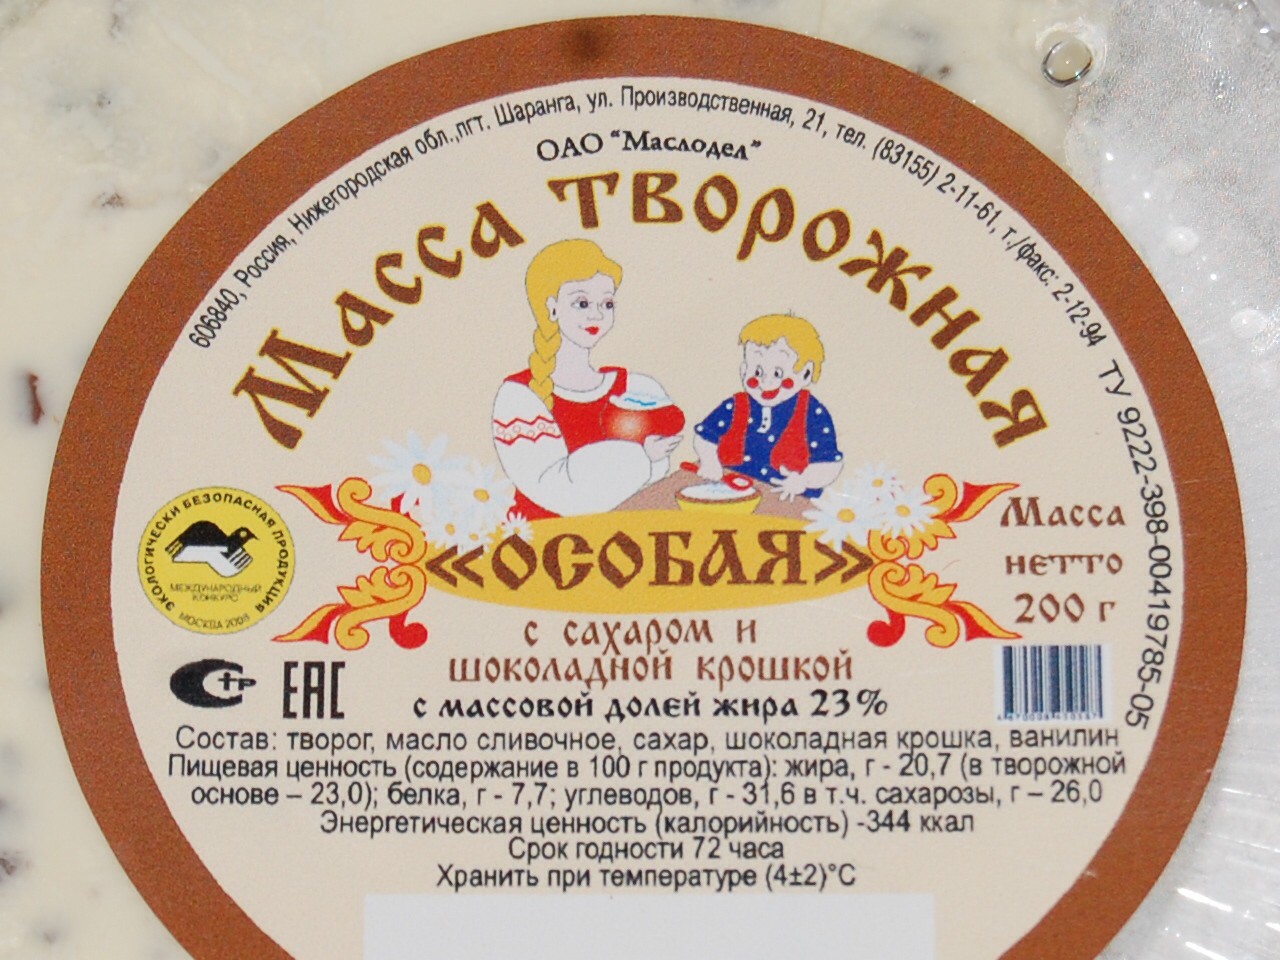 606840, Россия, Нижегородская обл.,пгт. Шаранга, ул. Производственная, 21, тел. (83155) 2-11-61, т./факс: 2-12-94
ТУ 9222-398-00419785-05
ОАО "Маслодел"
Масса творожная
«ОСОБАЯ»
с сахаром и
шоколадной крошкой
с массовой долей жира 23%
Масса
нетто
200 г
ЭКОЛОГИЧЕСКИ БЕЗОПАСНАЯ ПРОДУКЦИЯ
МЕЖДУНАРОДНЫЙ
КОНКУРС
МОСКВА
EAC
Состав: творог, масло сливочное, сахар, шоколадная крошка, ванилин
Пищевая ценность (содержание в 100 г продукта): жира, г - 20,7 (в творожной
основе – 23,0); белка, г - 7,7; углеводов, г - 31,6 в т.ч. сахарозы, г – 26,0
Энергетическая ценность (калорийность) -344 ккал
Срок годности 72 часа
Хранить при температуре (4±2)°С